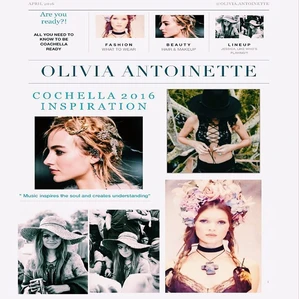 APRIL 2016
@OLIVIA.ANTOINETTE
Are you
ready?!
ALL YOU NEED TO
KNOW TO BE
COACHELLA
READY
FASHION
WHAT TO WEAR
BEAUTY
HAIR & MAKEUP
LINEUP
OLIVIA ANTOINETTE
COCHELLA 2016
INSPIRATION
" Music inspires the soul and creates understanding"